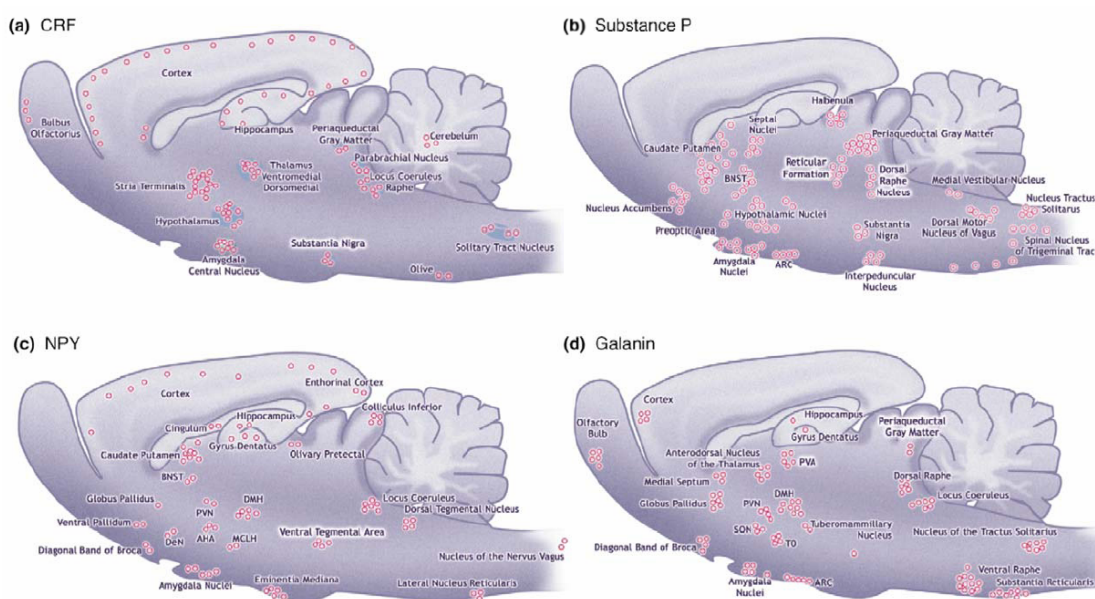 (a) CRF
Cortex
Bulbus
Olfactorius
Hippocampus
Periaqueductal
Gray Matter
Cerebelum
Parabrachial Nucleus
Thalamus
Ventromedial
Dorsomedial
Locus Coeruleus
Raphe
Stria Terminalis
Hypothalamus
Substantia Nigra
Solitary Tract Nucleus
Amygdala
Central Nucleus
Olive
(b) Substance P
Habenula
Septal
Nuclei
Periaqueductal Gray Matter
Caudate Putamen
Reticular
Formation
BNST
Dorsal
Raphe
Nucleus
Medial Vestibular Nucleus
Nucleus Accumbens
Nucleus Tractus
Solitarus
Hypothalamic Nuclei
Preoptic Area
Substantia
Nigra
Dorsal Motor
Nucleus of Vagus
Spinal Nucleus
of Trigeminal Tract
Amygdala
Nuclei
ARC
Interpeduncular
Nucleus
(c) NPY
Cortex
Enthorinal Cortex
Hippocampus
Colliculus Inferior
Cingulum
Gyrus Dentatus
Caudate Putamen
Olivary Pretectal
BNST
Globus Pallidus
DMH
Locus Coeruleus
PVN
Dorsal Tegmental Nucleus
Ventral Pallidum
DeN
AHA
MCLH
Ventral Tegmental Area
Diagonal Band of Broca
Nucleus of the Nervus Vagus
Amygdala Nuclei
Eminentia Mediana
Lateral Nucleus Reticularis
(d) Galanin
Cortex
Olfactory
Bulb
Hippocampus
Periaqueductal
Gray Matter
Gyrus Dentatus
Anterodorsal Nucleus
of the Thalamus
PVA
Medial Septum
Dorsal Raphe
Globus Pallidus
DMH
PVN
Locus Coeruleus
SON
Tuberomammillary
Nucleus
Nucleus of the Tractus Solitarius
TO
Diagonal Band of Broca
Ventral Raphe
Amygdala
Nuclei
ARC
Substantia Reticularis